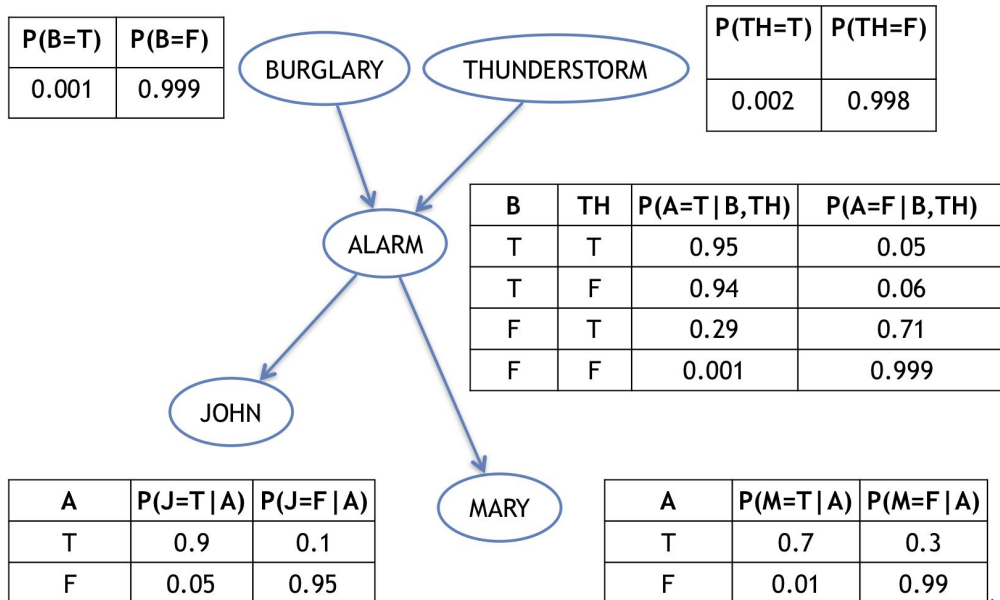 P(B=T) P(B=F)
0.001 0.999
BURGLARY
THUNDERSTORM
P(TH=T) P(TH=F)
0.002 0.998
ALARM
B TH P(A=T|B,TH) P(A=F|B,TH)
T T 0.95 0.05
T F 0.94 0.06
F T 0.29 0.71
F F 0.001 0.999
JOHN
MARY
A P(J=T|A) P(J=F|A)
T 0.9 0.1
F 0.05 0.95
A P(M=T|A) P(M=F|A)
T 0.7 0.3
F 0.01 0.99